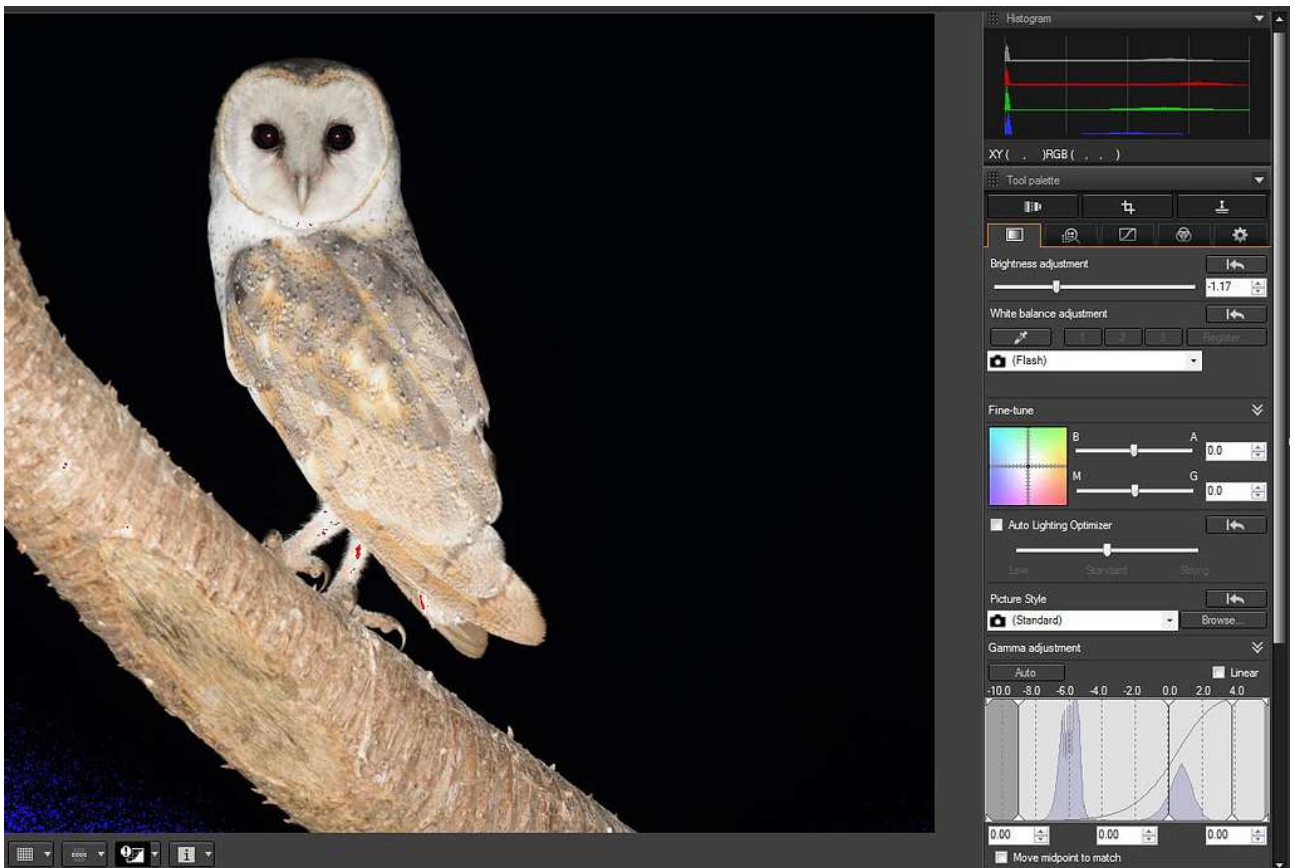 Histogram
XY ( , )RGB ( , , )
Tool palette
Brightness adjustment
-1.17
White balance adjustment
1 2 3 Register
(Flash)
Fine-tune
B A 0.0
M G 0.0
Auto Lighting Optimizer
Low Standard Strong
Picture Style
(Standard) Browse...
Gamma adjustment
Auto Linear
-10.0 -8.0 -6.0 -4.0 -2.0 0.0 2.0 4.0
0.00 0.00 0.00
Move midpoint to match